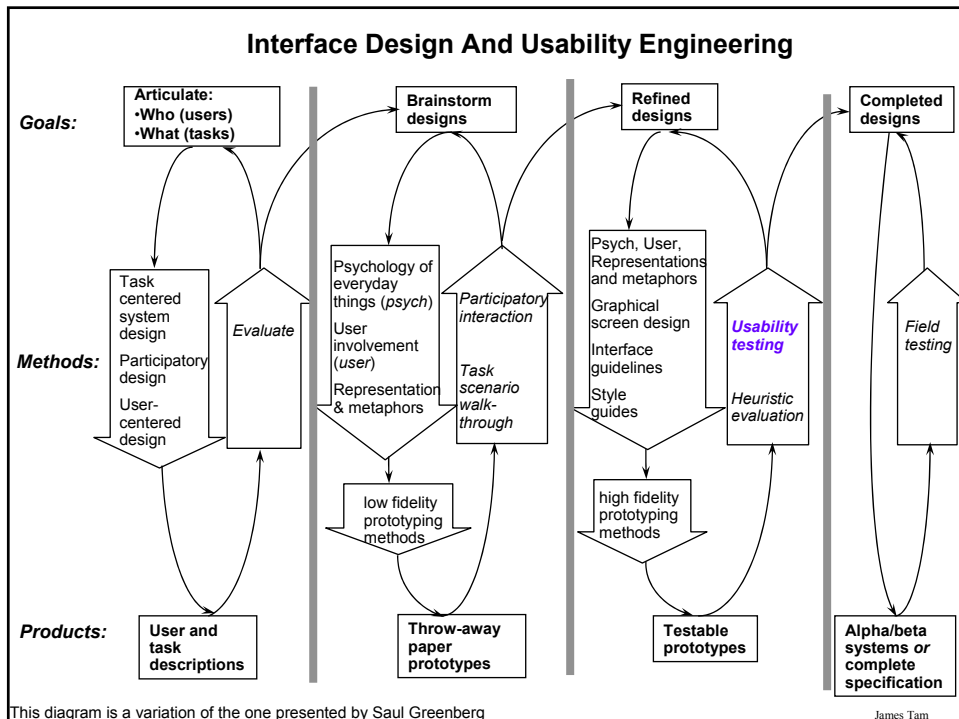 Interface Design And Usability Engineering
Goals:
Articulate:
•Who (users)
•What (tasks)
Brainstorm
designs
Refined
designs
Completed
designs
Methods:
Task
centered
system
design
Participatory
design
User-
centered
design
Evaluate
Psychology of
everyday
things (psych)
User
involvement
(user)
Representation
& metaphors
low fidelity
prototyping
methods
Participatory
interaction
Task
scenario
walk-
through
Psych, User,
Representations
and metaphors
Graphical
screen design
Interface
guidelines
Style
guides
high fidelity
prototyping
methods
Usability
testing
Heuristic
evaluation
Field
testing
Products:
User and
task
descriptions
Throw-away
paper
prototypes
Testable
prototypes
Alpha/beta
systems or
complete
specification
This diagram is a variation of the one presented by Saul Greenberg
James Tam